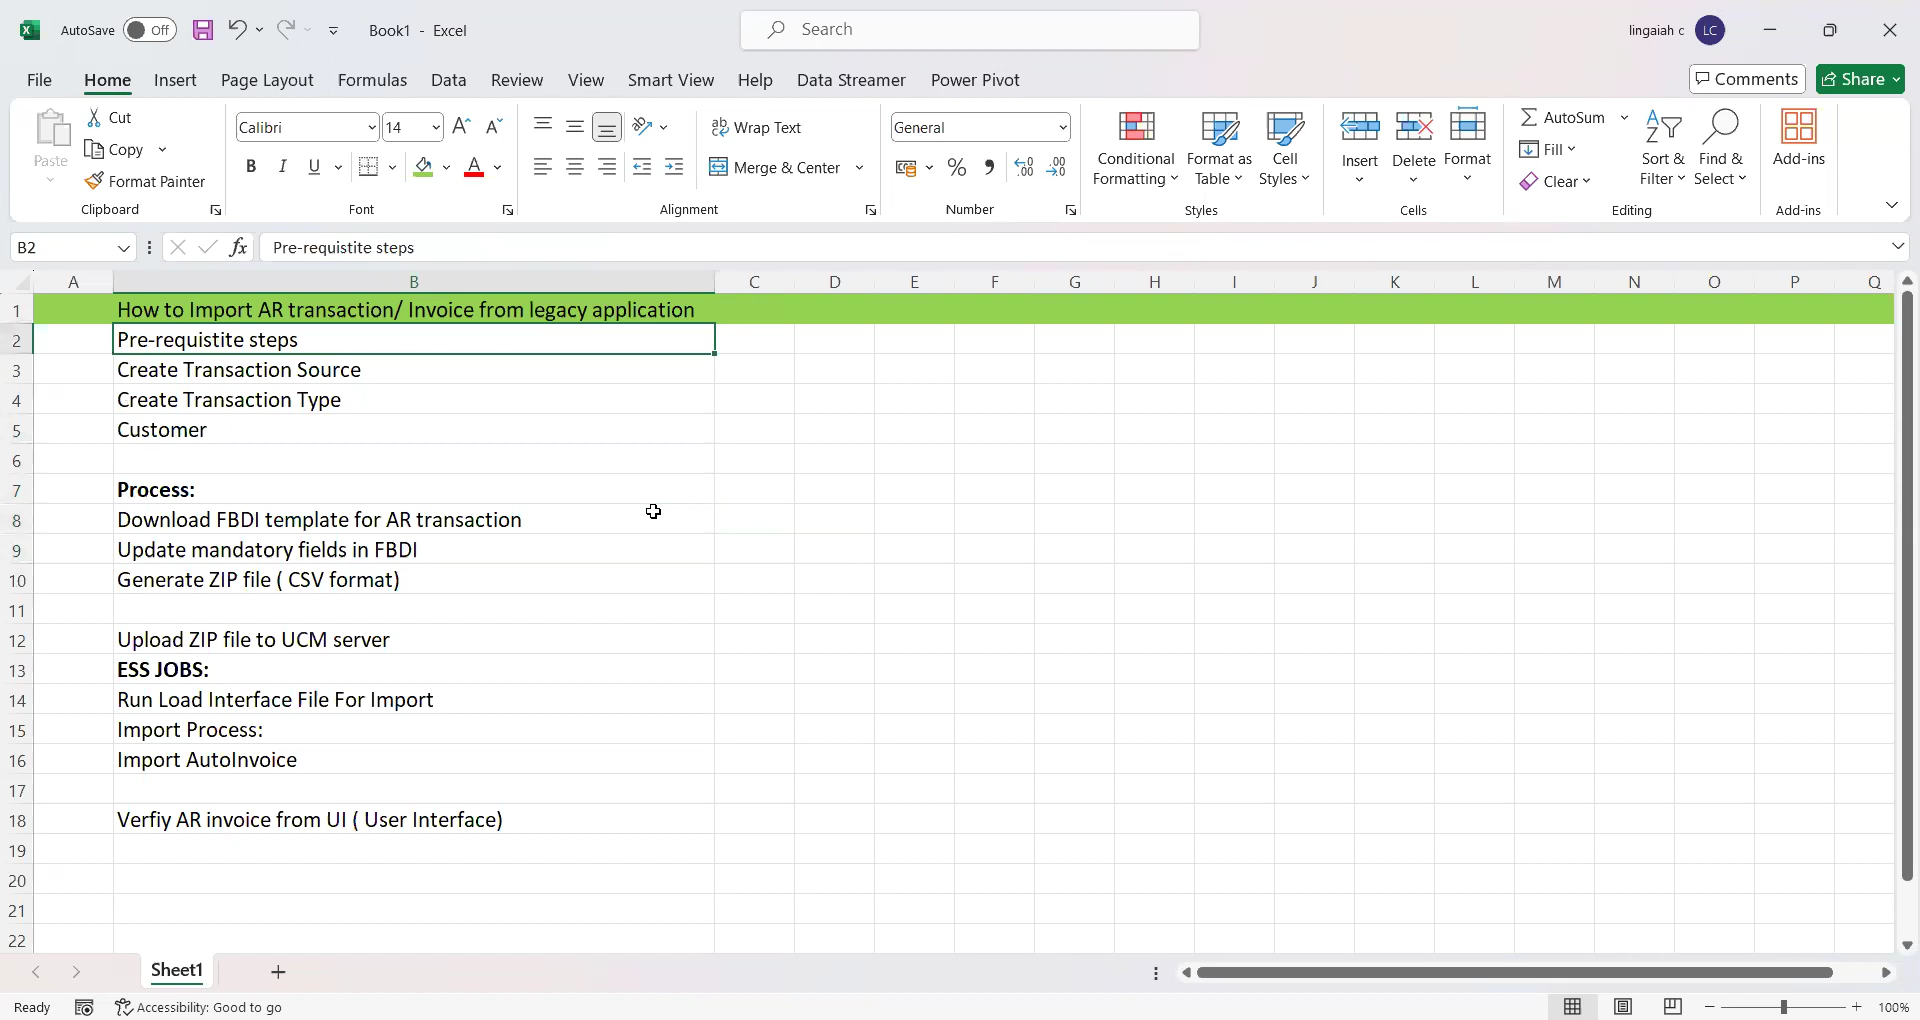 AutoSave Off Book1 - Excel Search lingaiah c LC
File Home Insert Page Layout Formulas Data Review View Smart View Help Data Streamer Power Pivot Comments Share
Paste Cut Copy Format Painter
Clipboard
Calibri 14 A A
B I U A
Font
ab Wrap Text
Merge & Center
Alignment
General
% , .00
Number
Conditional Formatting
Format as Table
Cell Styles
Styles
Insert Delete Format
Cells
AutoSum
Fill
Clear
Sort & Filter
Find & Select
Editing
Add-ins
Add-ins
B2 fx Pre-requistite steps
A B C D E F G H I J K L M N O P Q
1 How to Import AR transaction/ Invoice from legacy application
2 Pre-requistite steps
3 Create Transaction Source
4 Create Transaction Type
5 Customer
6
7 Process:
8 Download FBDI template for AR transaction
9 Update mandatory fields in FBDI
10 Generate ZIP file ( CSV format)
11
12 Upload ZIP file to UCM server
13 ESS JOBS:
14 Run Load Interface File For Import
15 Import Process:
16 Import AutoInvoice
17
18 Verfiy AR invoice from UI ( User Interface)
19
20
21
22
Sheet1
Ready Accessibility: Good to go 100%